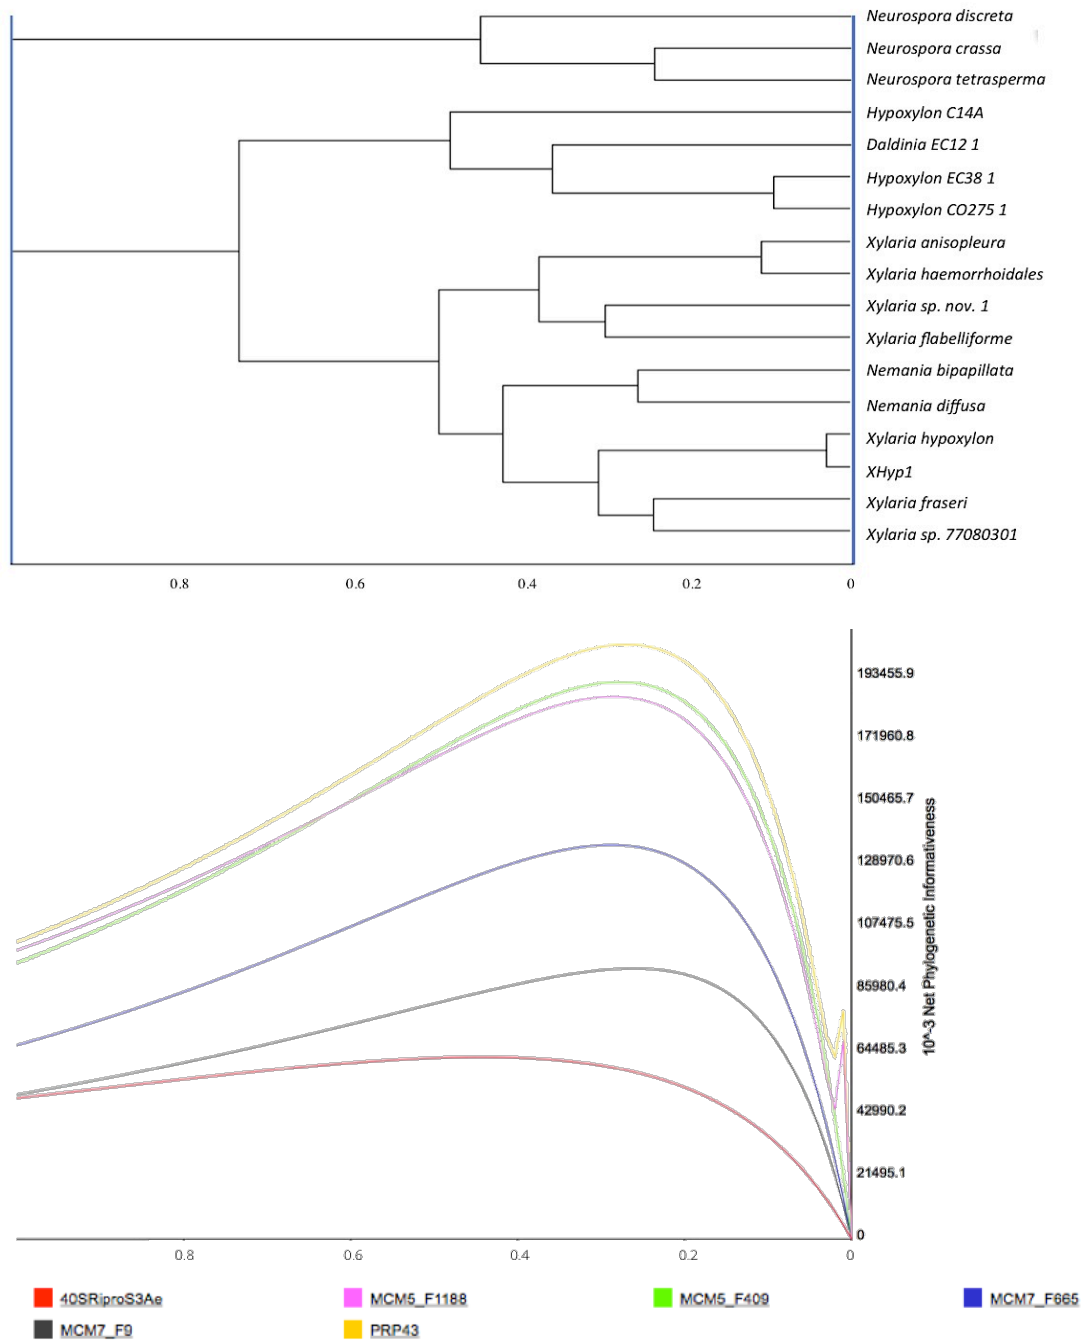 Neurospora discreta
Neurospora crassa
Neurospora tetrasperma
Hypoxylon C14A
Daldinia EC12 1
Hypoxylon EC38 1
Hypoxylon CO275 1
Xylaria anisopleura
Xylaria haemorrhoidales
Xylaria sp. nov. 1
Xylaria flabelliforme
Nemania bipapillata
Nemania diffusa
Xylaria hypoxylon
XHyp1
Xylaria fraseri
Xylaria sp. 77080301
0.8 0.6 0.4 0.2 0
193455.9
171960.8
150465.7
128970.6
107475.5
85980.4
64485.3
42990.2
21495.1
0
10^-3 Net Phylogenetic Informativeness
0.8 0.6 0.4 0.2 0
40SRiproS3Ae MCM5_F1188 MCM5_F409 MCM7_F665
MCM7_F9 PRP43